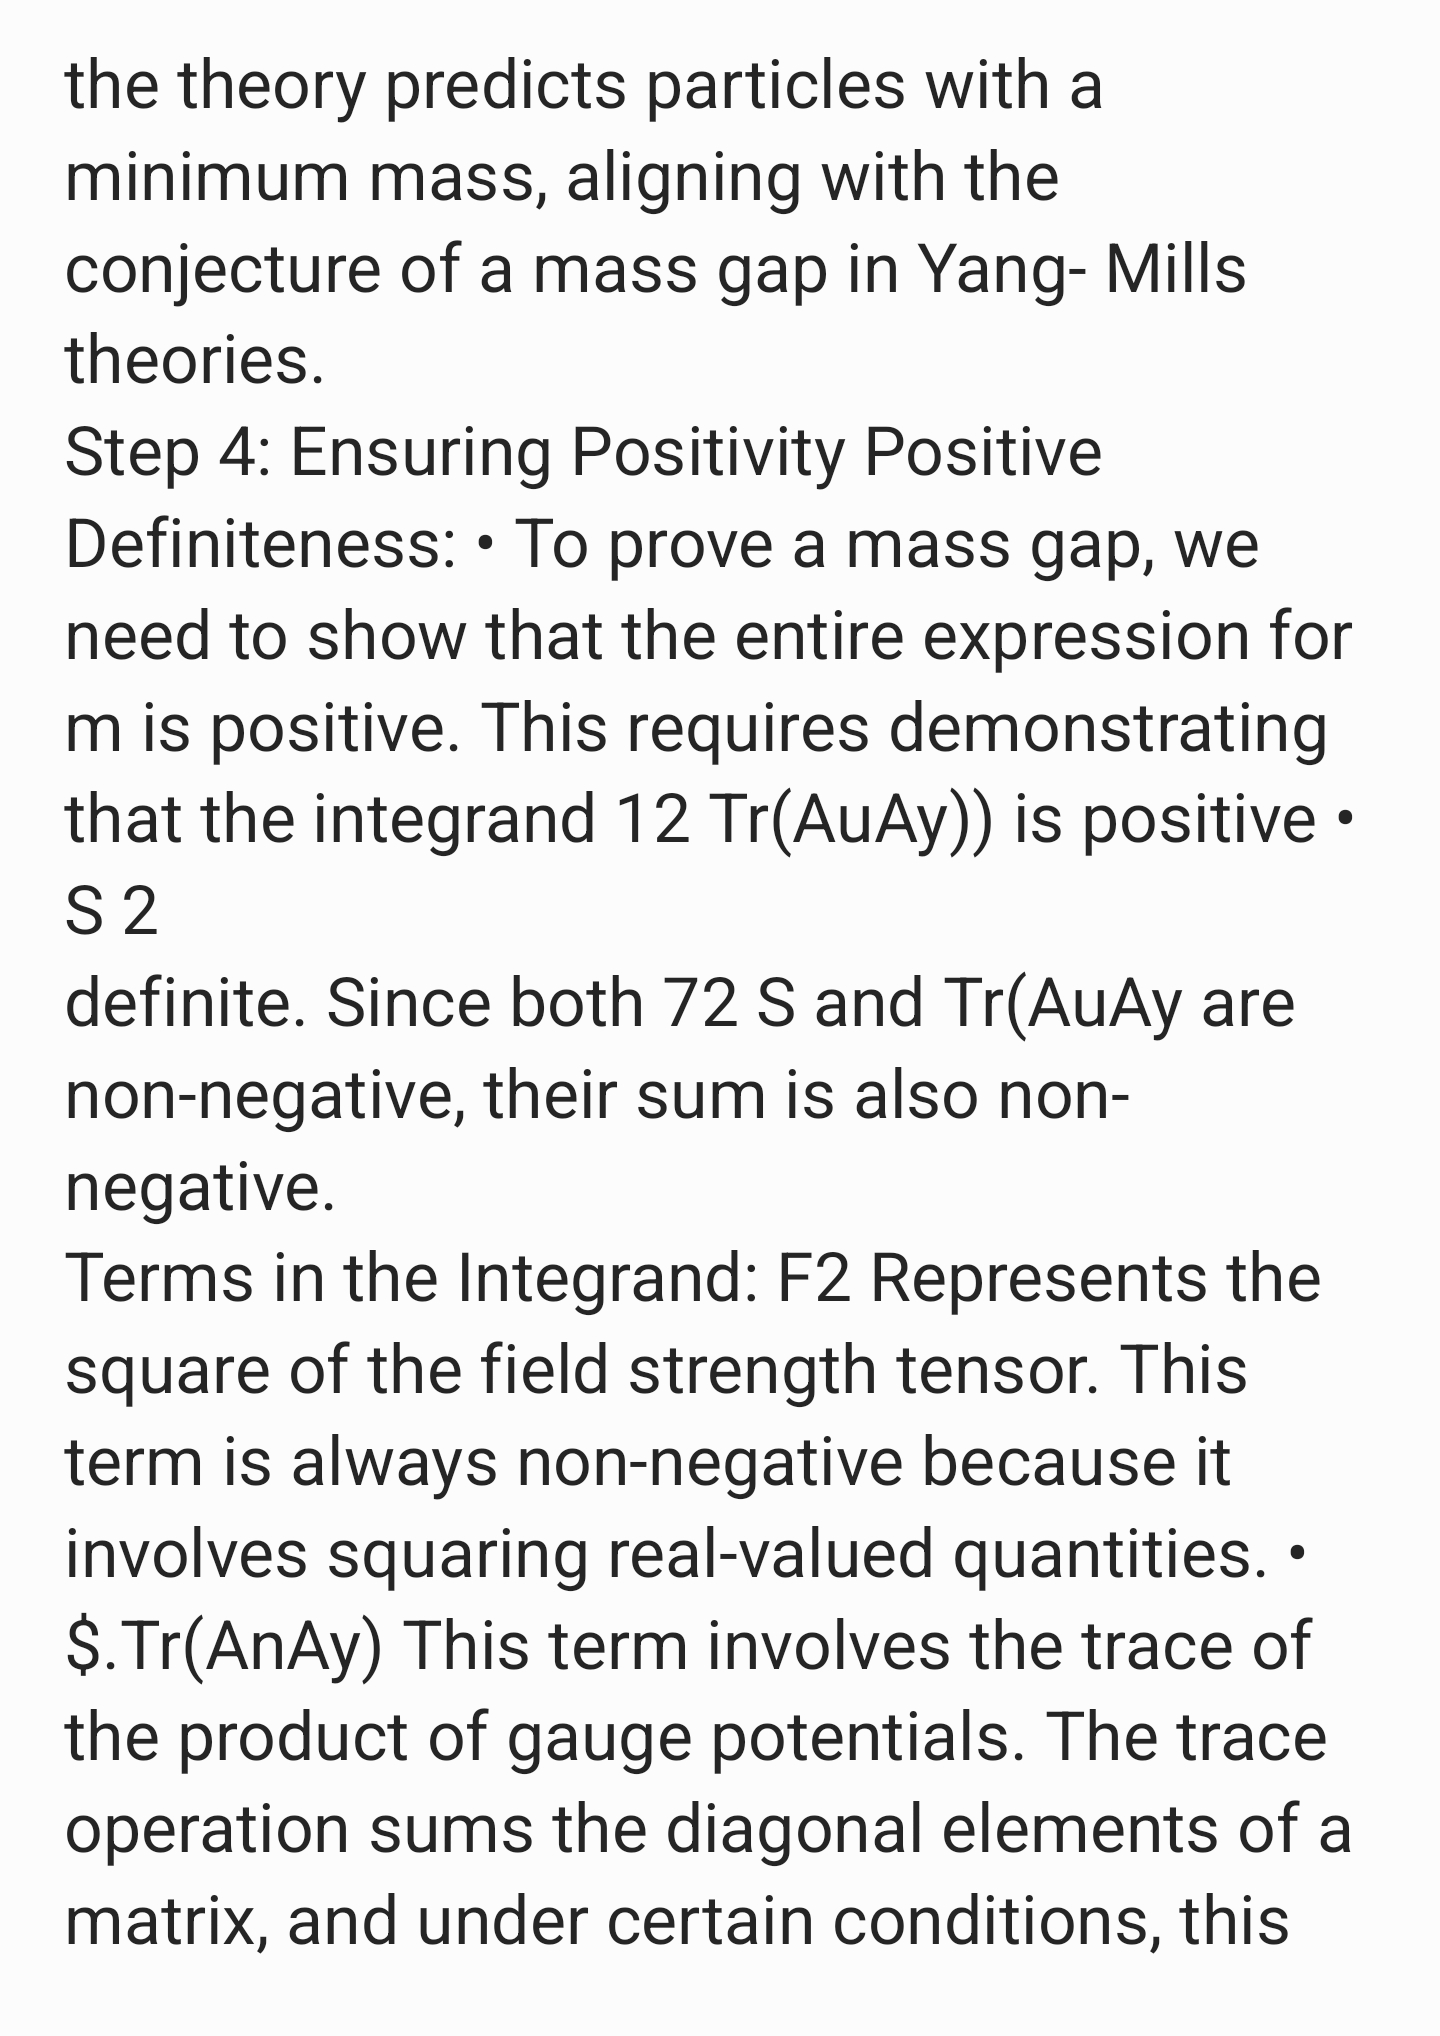 the theory predicts particles with a
minimum mass, aligning with the
conjecture of a mass gap in Yang- Mills
theories.
Step 4: Ensuring Positivity Positive
Definiteness: • To prove a mass gap, we
need to show that the entire expression for
m is positive. This requires demonstrating
that the integrand 12 Tr(AuAy)) is positive •
S 2
definite. Since both 72 S and Tr(AuAy are
non-negative, their sum is also non-
negative.
Terms in the Integrand: F2 Represents the
square of the field strength tensor. This
term is always non-negative because it
involves squaring real-valued quantities. •
$.Tr(AnAy) This term involves the trace of
the product of gauge potentials. The trace
operation sums the diagonal elements of a
matrix, and under certain conditions, this